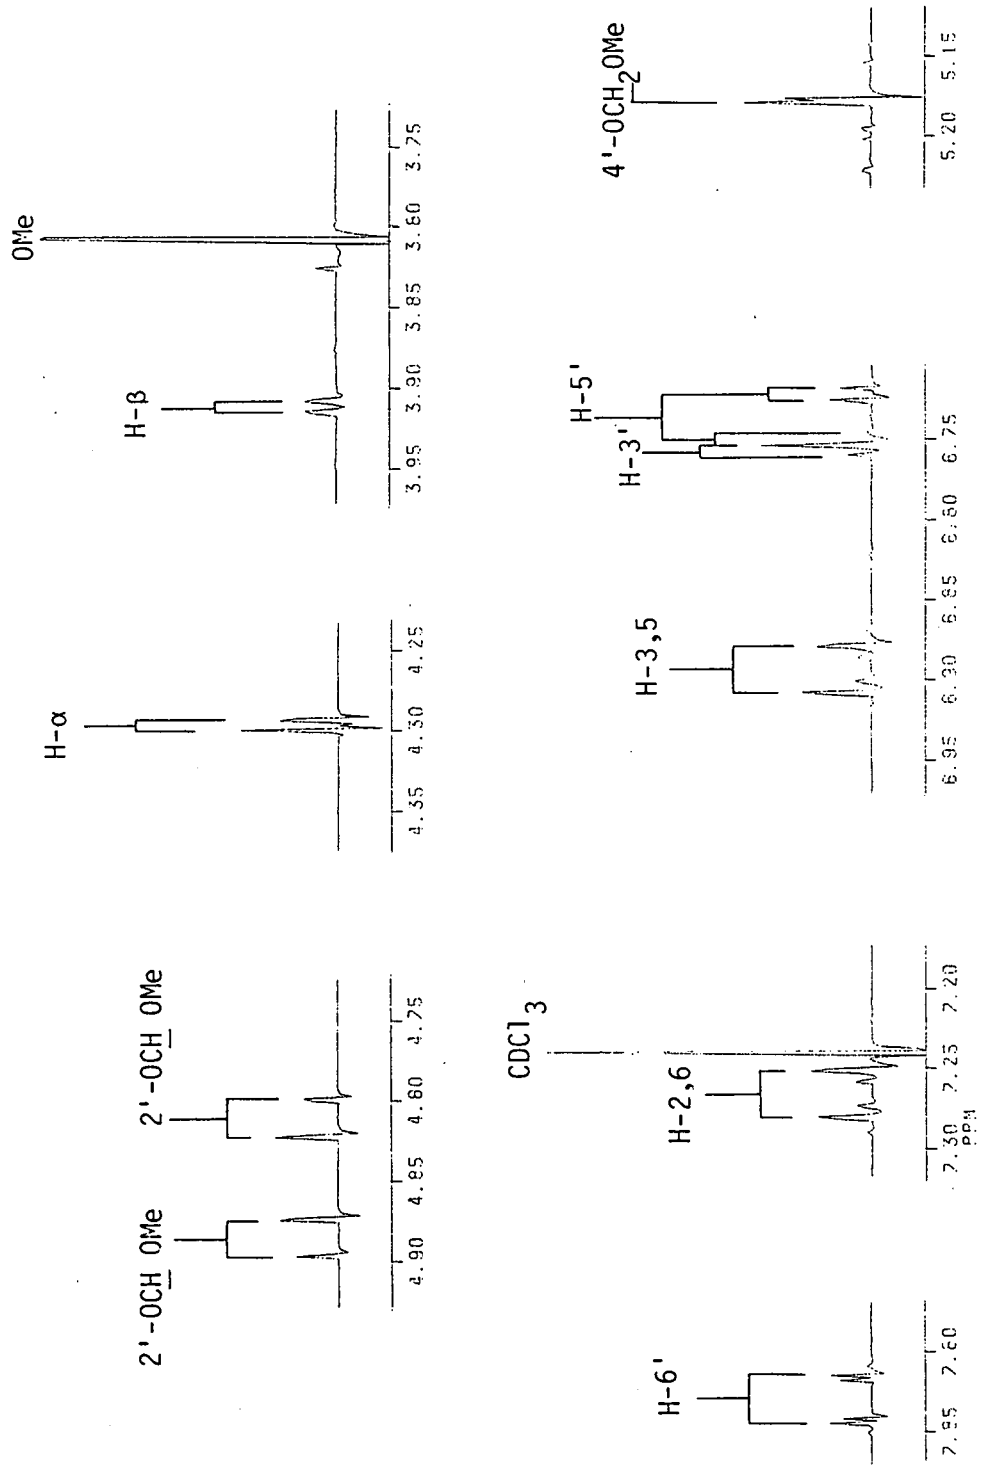 2'-OCH OMe
2'-OCH OMe
H-α
H-β
OMe
4.90 4.85 4.80 4.75
4.35 4.30 4.25
3.95 3.90 3.85 3.80 3.75
H-6'
CDCl3
H-2,6
H-3,5
H-3'
H-5'
4'-OCH2OMe
7.85 7.80
7.30 7.25 7.20
PPM
6.95 6.90 6.85 6.80 6.75
5.20 5.15